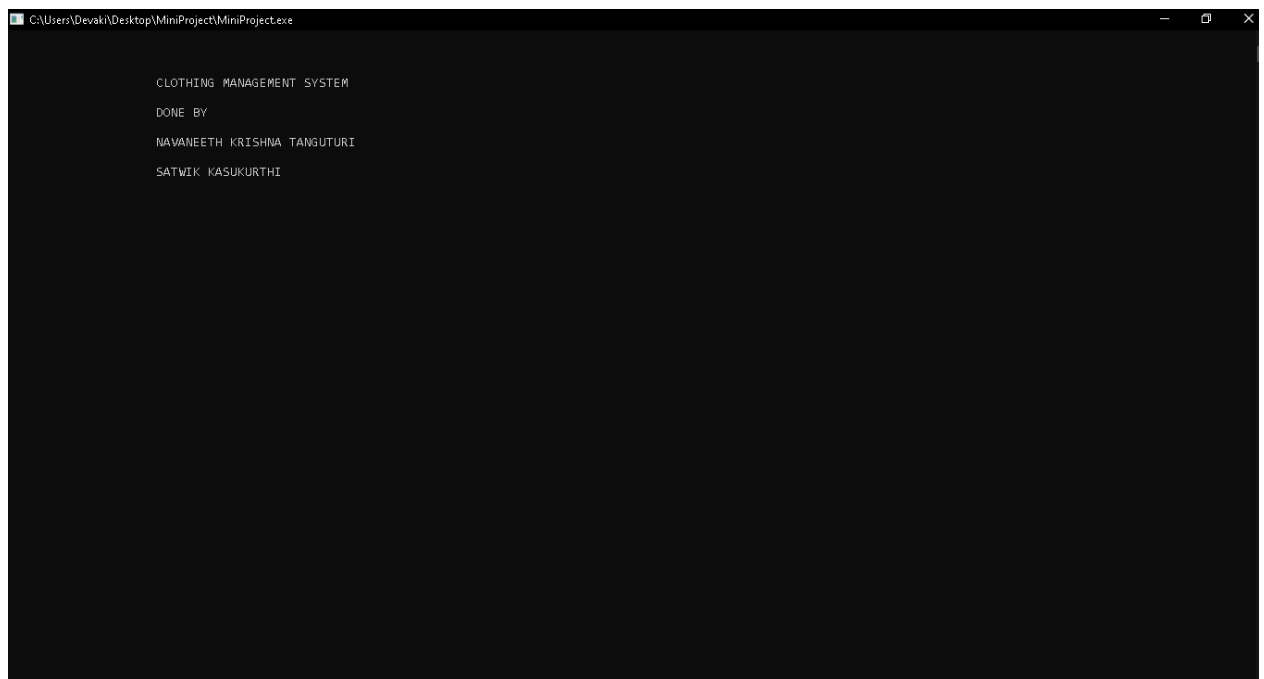 C:\Users\Devaki\Desktop\MiniProject\MiniProject.exe
CLOTHING MANAGEMENT SYSTEM
DONE BY
NAVANEETH KRISHNA TANGUTURI
SATWIK KASUKURTHI